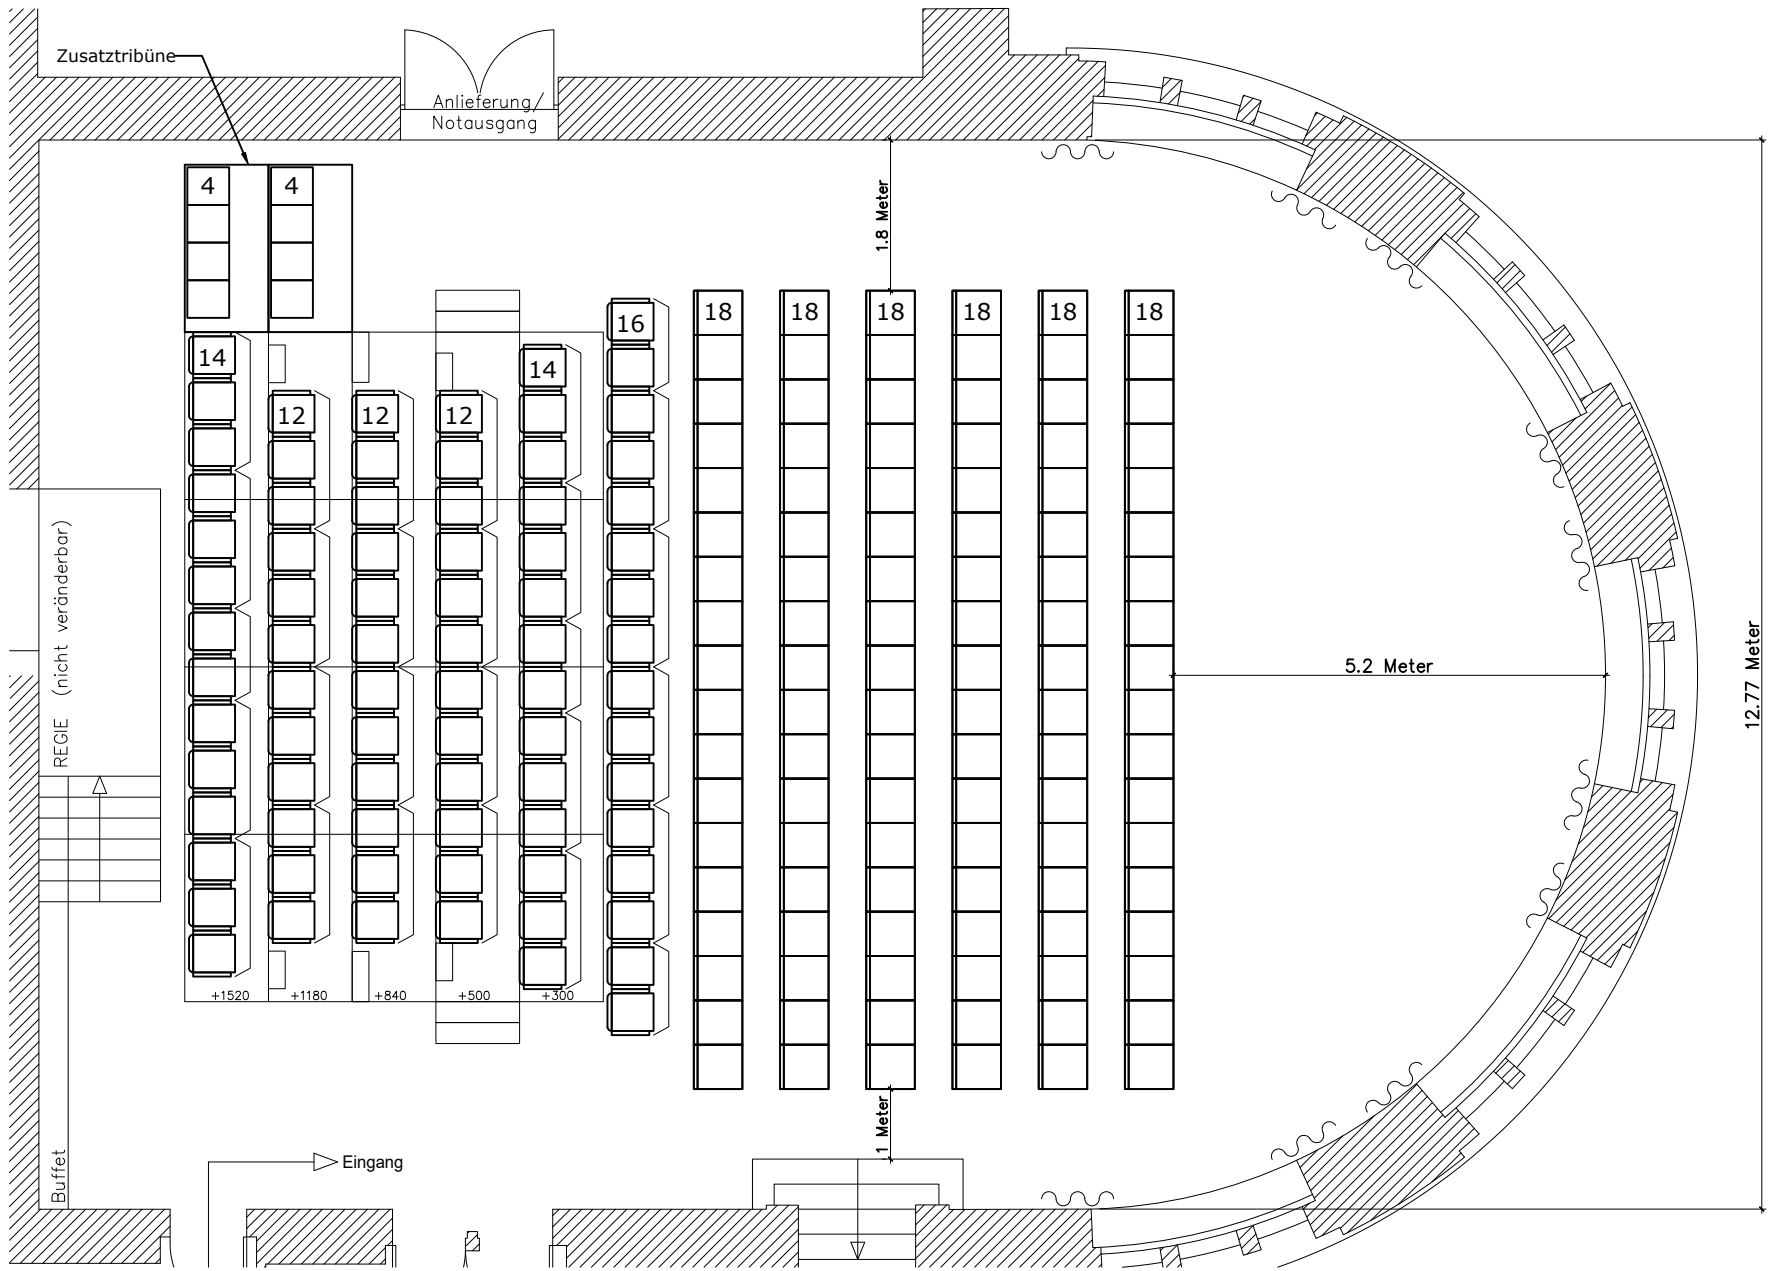 Zusatztribüne
Anlieferung/
Notausgang
4
4
1.8 Meter
18
18
18
18
18
18
16
14
14
12
12
12
REGIE (nicht veränderbar)
5.2 Meter
12.77 Meter
+1520
+1180
+840
+500
+300
1 Meter
Buffet
Eingang